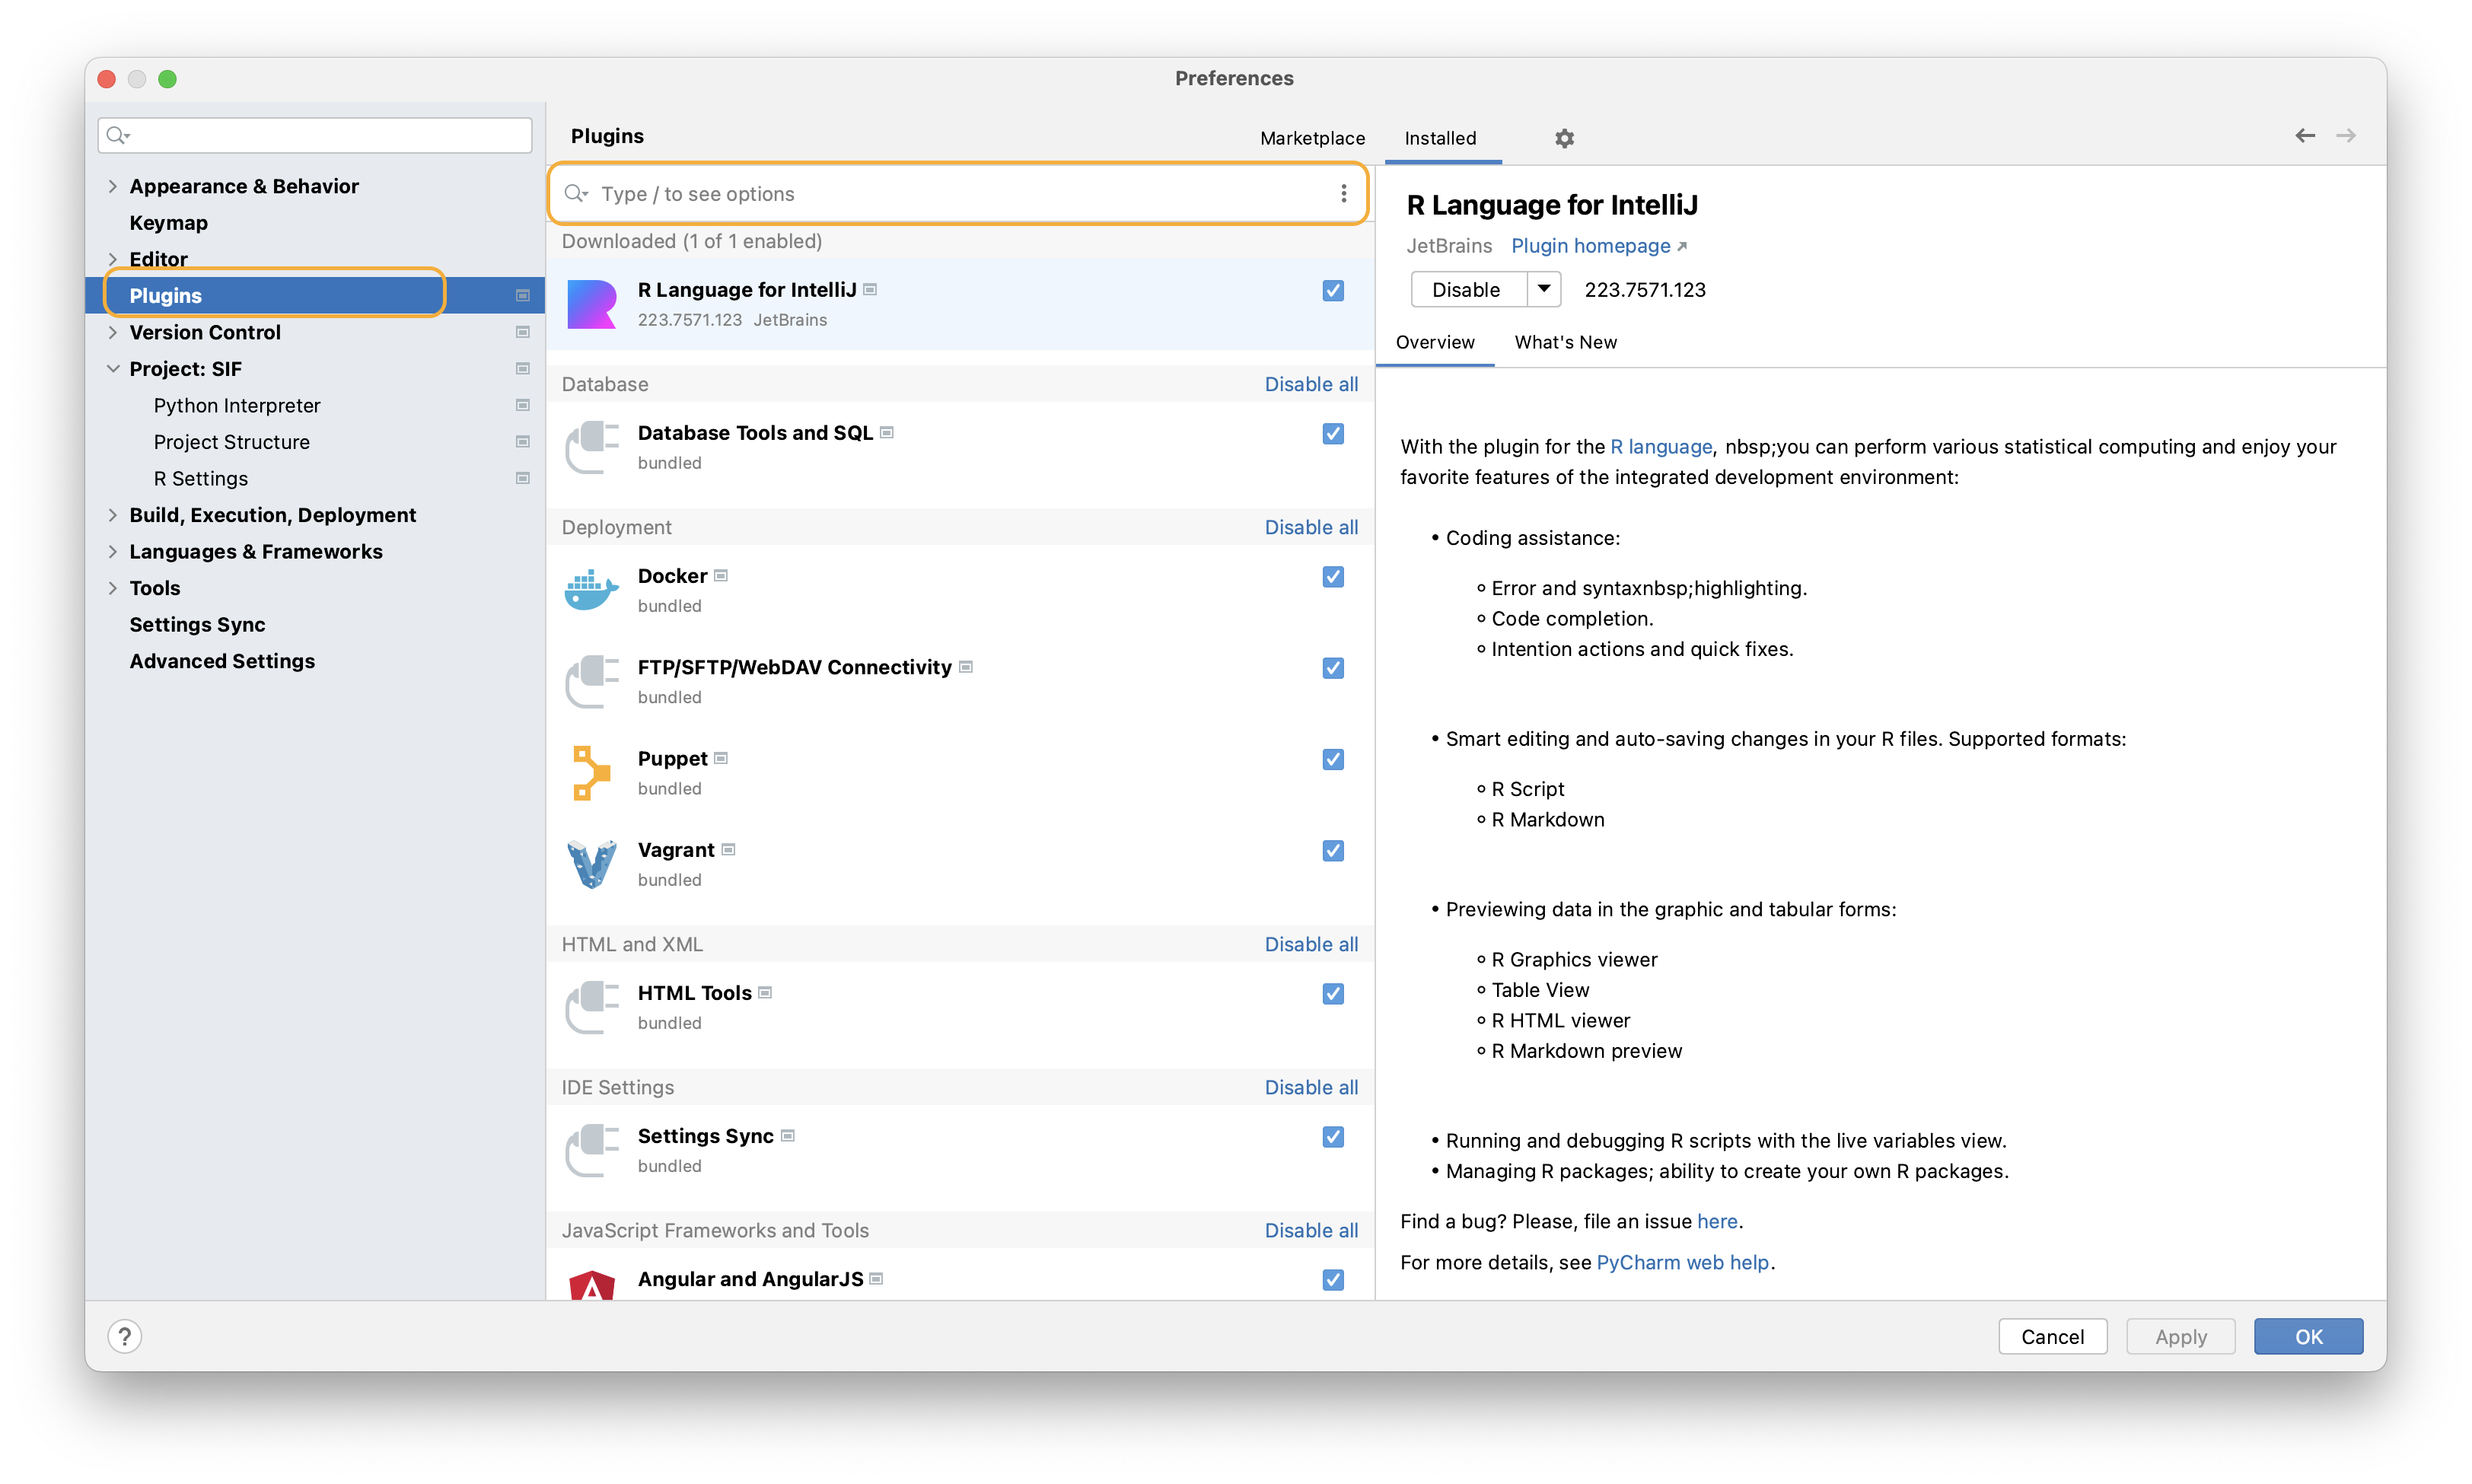 Preferences
Appearance & Behavior
Keymap
Editor
Plugins
Version Control
Project: SIF
Python Interpreter
Project Structure
R Settings
Build, Execution, Deployment
Languages & Frameworks
Tools
Settings Sync
Advanced Settings
Plugins
Marketplace
Installed
Type / to see options
Downloaded (1 of 1 enabled)
R Language for IntelliJ
223.7571.123 JetBrains
Database Disable all
Database Tools and SQL
bundled
Deployment Disable all
Docker
bundled
FTP/SFTP/WebDAV Connectivity
bundled
Puppet
bundled
Vagrant
bundled
HTML and XML Disable all
HTML Tools
bundled
IDE Settings Disable all
Settings Sync
bundled
JavaScript Frameworks and Tools Disable all
Angular and AngularJS
R Language for IntelliJ
JetBrains Plugin homepage
Disable 223.7571.123
Overview What's New
With the plugin for the R language, nbsp;you can perform various statistical computing and enjoy your
favorite features of the integrated development environment:
• Coding assistance:
Error and syntaxnbsp;highlighting.
Code completion.
Intention actions and quick fixes.
• Smart editing and auto-saving changes in your R files. Supported formats:
R Script
R Markdown
• Previewing data in the graphic and tabular forms:
R Graphics viewer
Table View
R HTML viewer
R Markdown preview
• Running and debugging R scripts with the live variables view.
• Managing R packages; ability to create your own R packages.
Find a bug? Please, file an issue here.
For more details, see PyCharm web help.
?
Cancel
Apply
OK